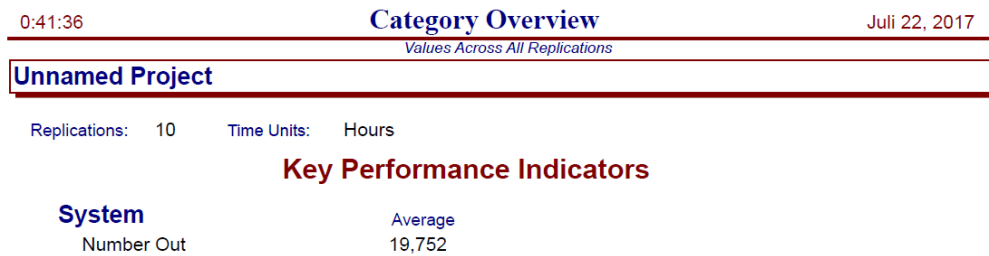 0:41:36 Category Overview Juli 22, 2017
Values Across All Replications
Unnamed Project
Replications: 10 Time Units: Hours
Key Performance Indicators
System Average
Number Out 19,752